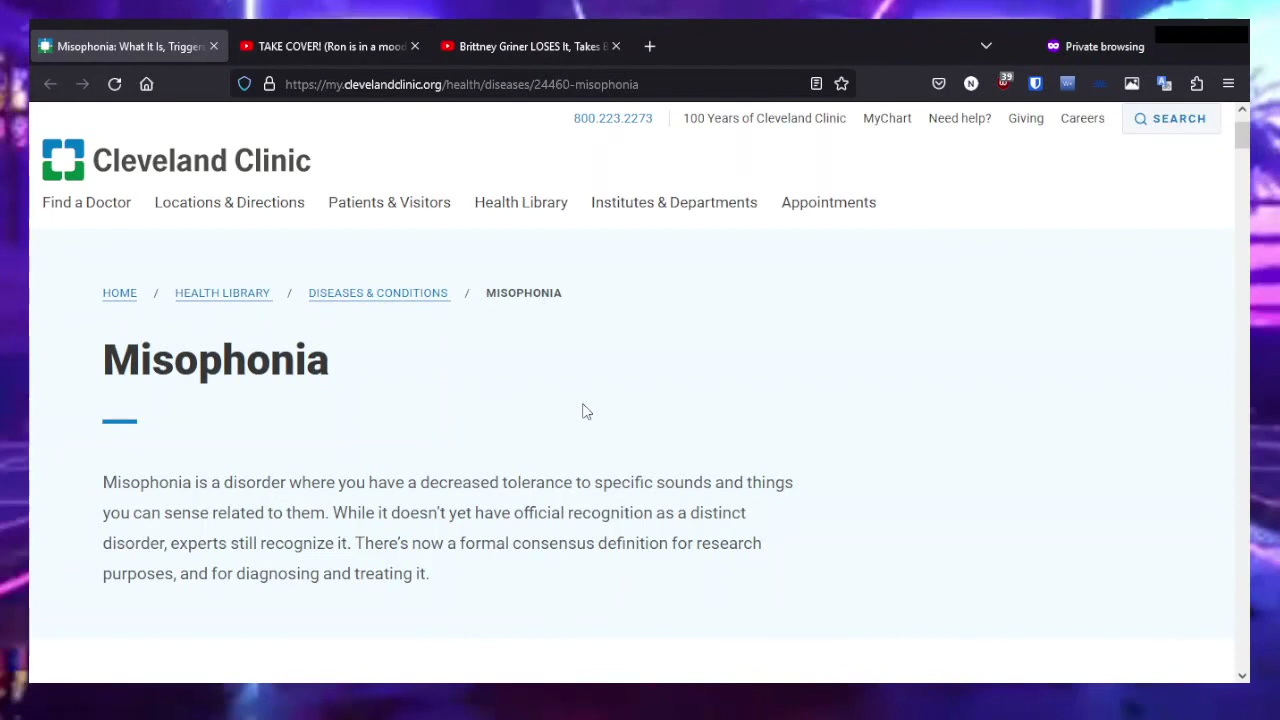 Misophonia: What It Is, Triggers
TAKE COVER! (Ron is in a mood
Brittney Griner LOSES It, Takes
Private browsing
https://my.clevelandclinic.org/health/diseases/24460-misophonia
39
N
800.223.2273
100 Years of Cleveland Clinic
MyChart
Need help?
Giving
Careers
SEARCH
Cleveland Clinic
Find a Doctor
Locations & Directions
Patients & Visitors
Health Library
Institutes & Departments
Appointments
HOME / HEALTH LIBRARY / DISEASES & CONDITIONS / MISOPHONIA
Misophonia
Misophonia is a disorder where you have a decreased tolerance to specific sounds and things
you can sense related to them. While it doesn't yet have official recognition as a distinct
disorder, experts still recognize it. There's now a formal consensus definition for research
purposes, and for diagnosing and treating it.